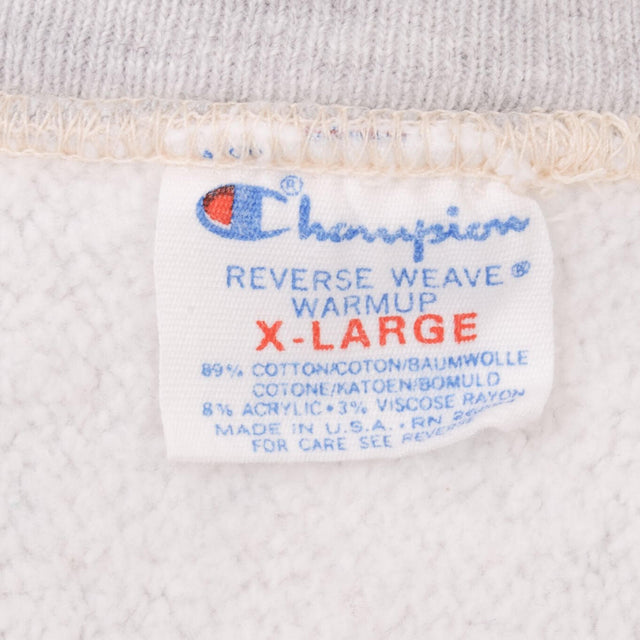 Champion®
REVERSE WEAVE®
WARMUP
X-LARGE
89% COTTON/COTON/BAUMWOLLE
COTONE/KATOEN/BOMULD
8% ACRYLIC • 3% VISCOSE RAYON
MADE IN U.S.A. • RN
FOR CARE SEE REVERSE